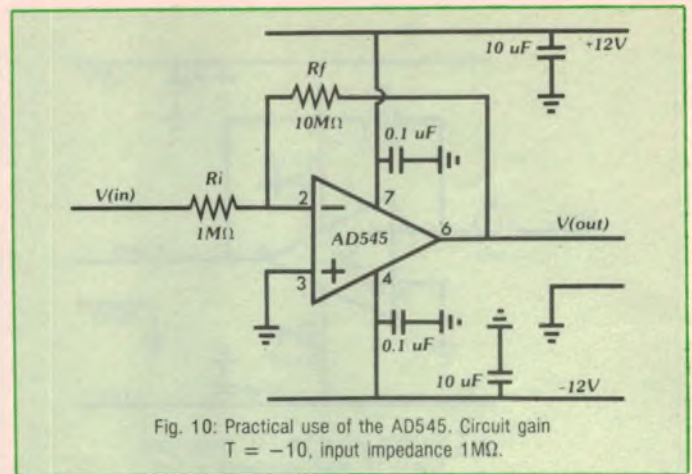 10 uF
+12V
Rf
10MΩ
0.1 uF
V(in)
Ri
1MΩ
2
−
7
AD545
6
V(out)
3
+
4
0.1 uF
10 uF
-12V
Fig. 10: Practical use of the AD545. Circuit gain
T = −10, input impedance 1MΩ.